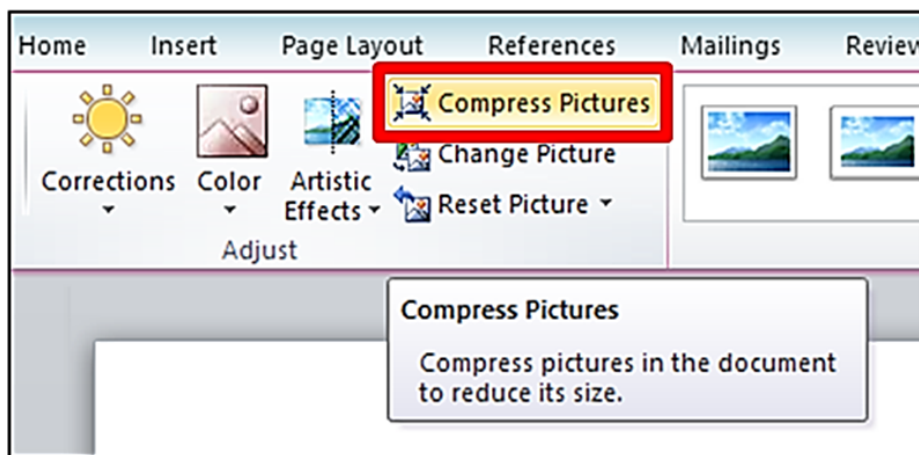 Home Insert Page Layout References Mailings Review
Compress Pictures
Change Picture
Reset Picture
Corrections Color Artistic
Effects
Adjust
Compress Pictures
Compress pictures in the document
to reduce its size.